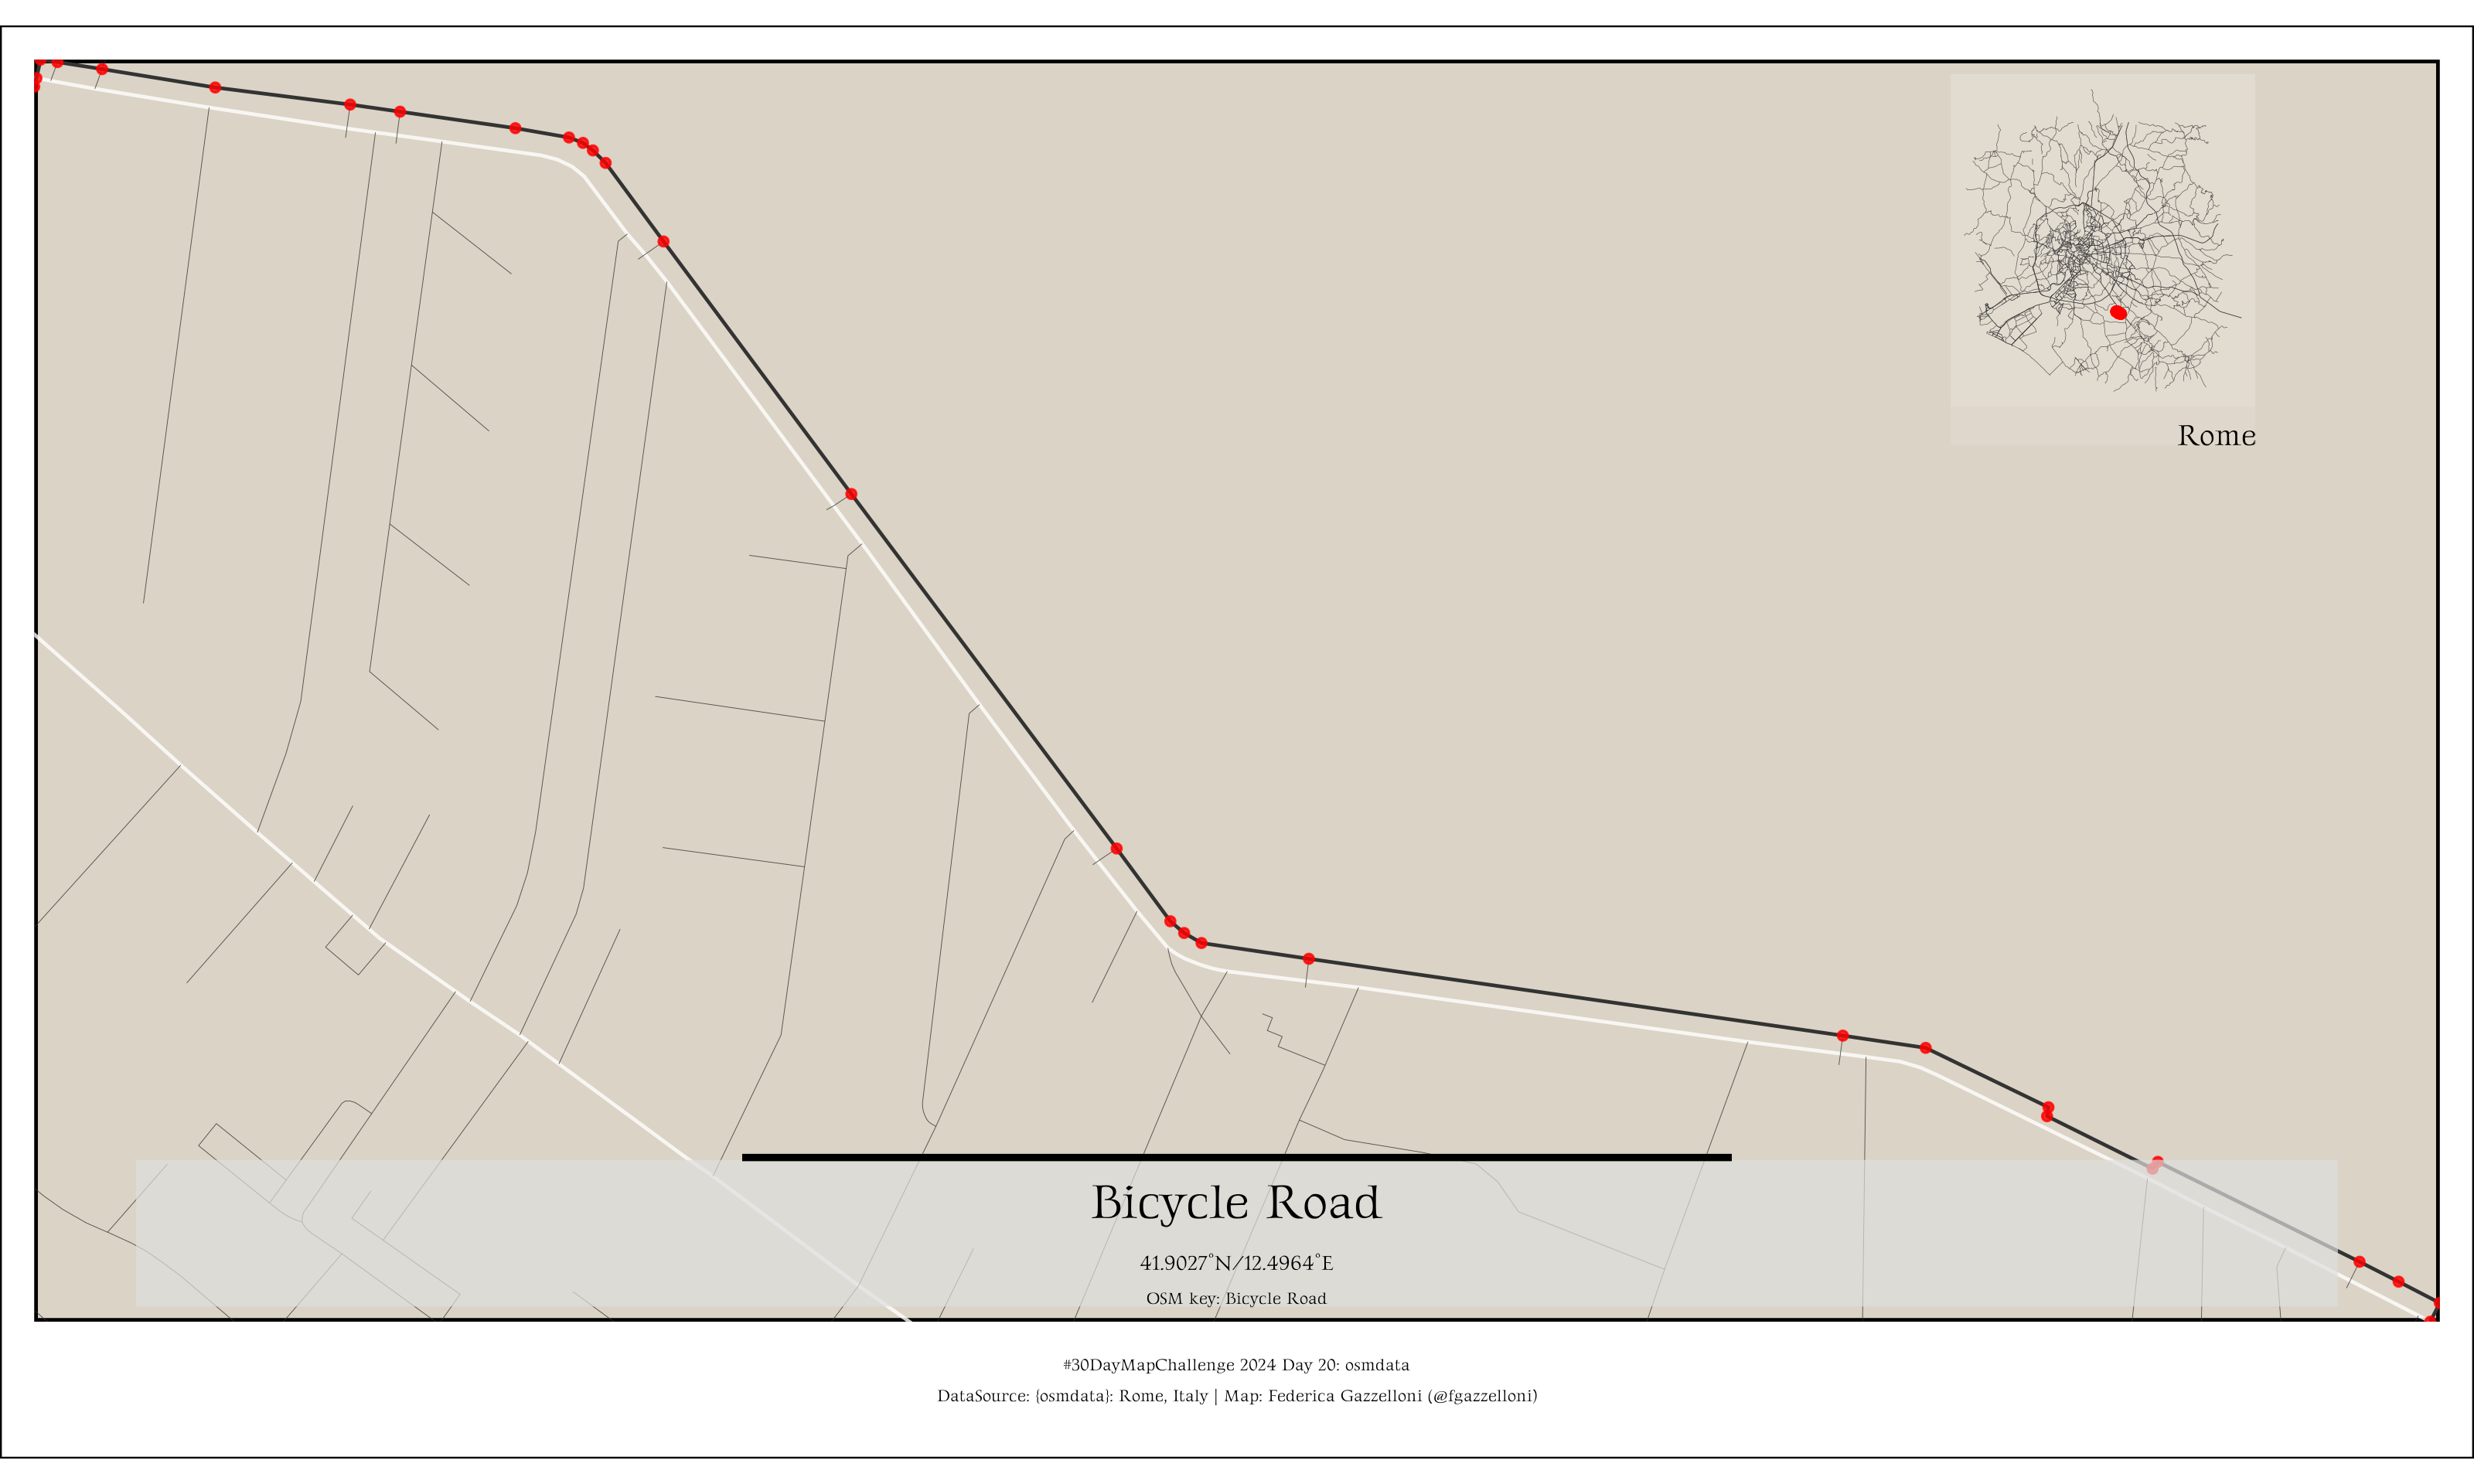 Rome
Bicycle Road
41.9027°N/12.4964°E
OSM key: Bicycle Road
#30DayMapChallenge 2024 Day 20: osmdata
DataSource: {osmdata}: Rome, Italy | Map: Federica Gazzelloni (@fgazzelloni)